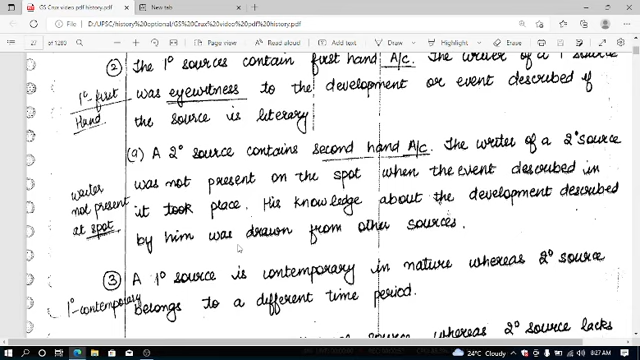 GS Crux video pdf history.pdf
New tab
D:/UPSC/history%20optional/GS%20Crux%20video%20pdf%20history.pdf
27 of 1280
Page view
Read aloud
Add text
Draw
Highlight
Erase
② The 1° sources contain first hand A/c. The writer of a 1° source
1°-first
Hand
was eyewitness to the development or event described if
the source is literary
(a) A 2° source contains second hand A/c. The writer of a 2° source
writer
not present
at spot
was not present on the spot when the event described in
it took place. His knowledge about the development described
by him was drawn from other sources.
③ A 1° source is contemporary in nature whereas 2° source
1°-contemporary
belongs to a different time period.
source whereas 2° source lacks
24°C Cloudy
ENG
8:27 AM